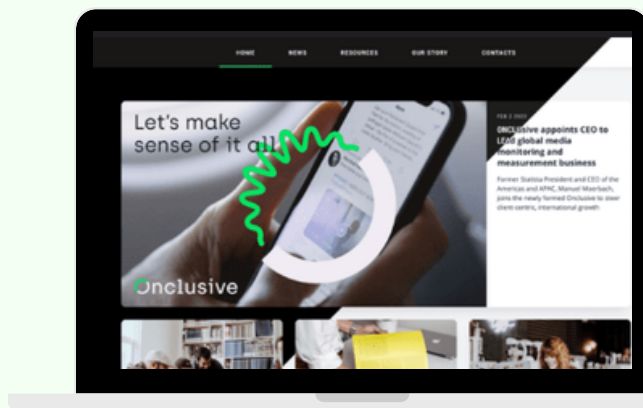 HOME NEWS RESOURCES OUR STORY CONTACTS
Let's make
sense of it all
Onclusive
FEB 2 2022
Onclusive appoints CEO to
Lead global media
monitoring and
measurement business
Former Statista President and CEO of the
Americas and APAC, Manuel Moerbach,
joins the newly formed Onclusive to steer
client-centric, international growth